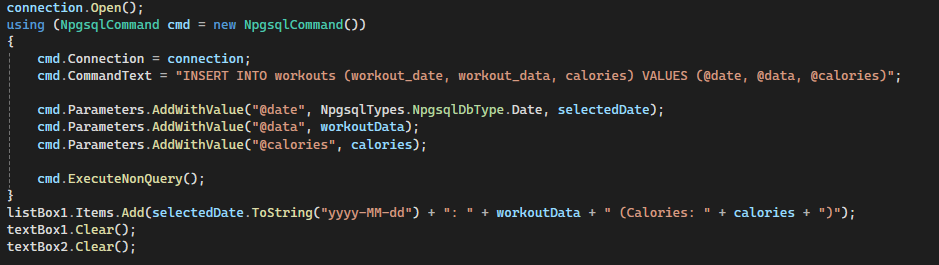 connection.Open();
using (NpgsqlCommand cmd = new NpgsqlCommand())
{
    cmd.Connection = connection;
    cmd.CommandText = "INSERT INTO workouts (workout_date, workout_data, calories) VALUES (@date, @data, @calories)";

    cmd.Parameters.AddWithValue("@date", NpgsqlTypes.NpgsqlDbType.Date, selectedDate);
    cmd.Parameters.AddWithValue("@data", workoutData);
    cmd.Parameters.AddWithValue("@calories", calories);

    cmd.ExecuteNonQuery();
}
listBox1.Items.Add(selectedDate.ToString("yyyy-MM-dd") + ": " + workoutData + " (Calories: " + calories + ")");
textBox1.Clear();
textBox2.Clear();